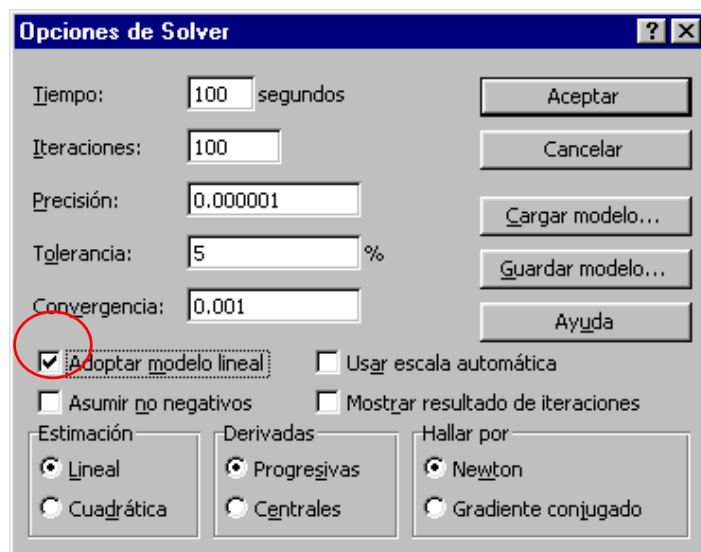 Opciones de Solver
Tiempo: 100 segundos Aceptar
Iteraciones: 100 Cancelar
Precisión: 0.000001 Cargar modelo...
Tolerancia: 5 % Guardar modelo...
Convergencia: 0.001 Ayuda
Adoptar modelo lineal Usar escala automática
Asumir no negativos Mostrar resultado de iteraciones
Estimación Derivadas Hallar por
Lineal Progresivas Newton
Cuadrática Centrales Gradiente conjugado